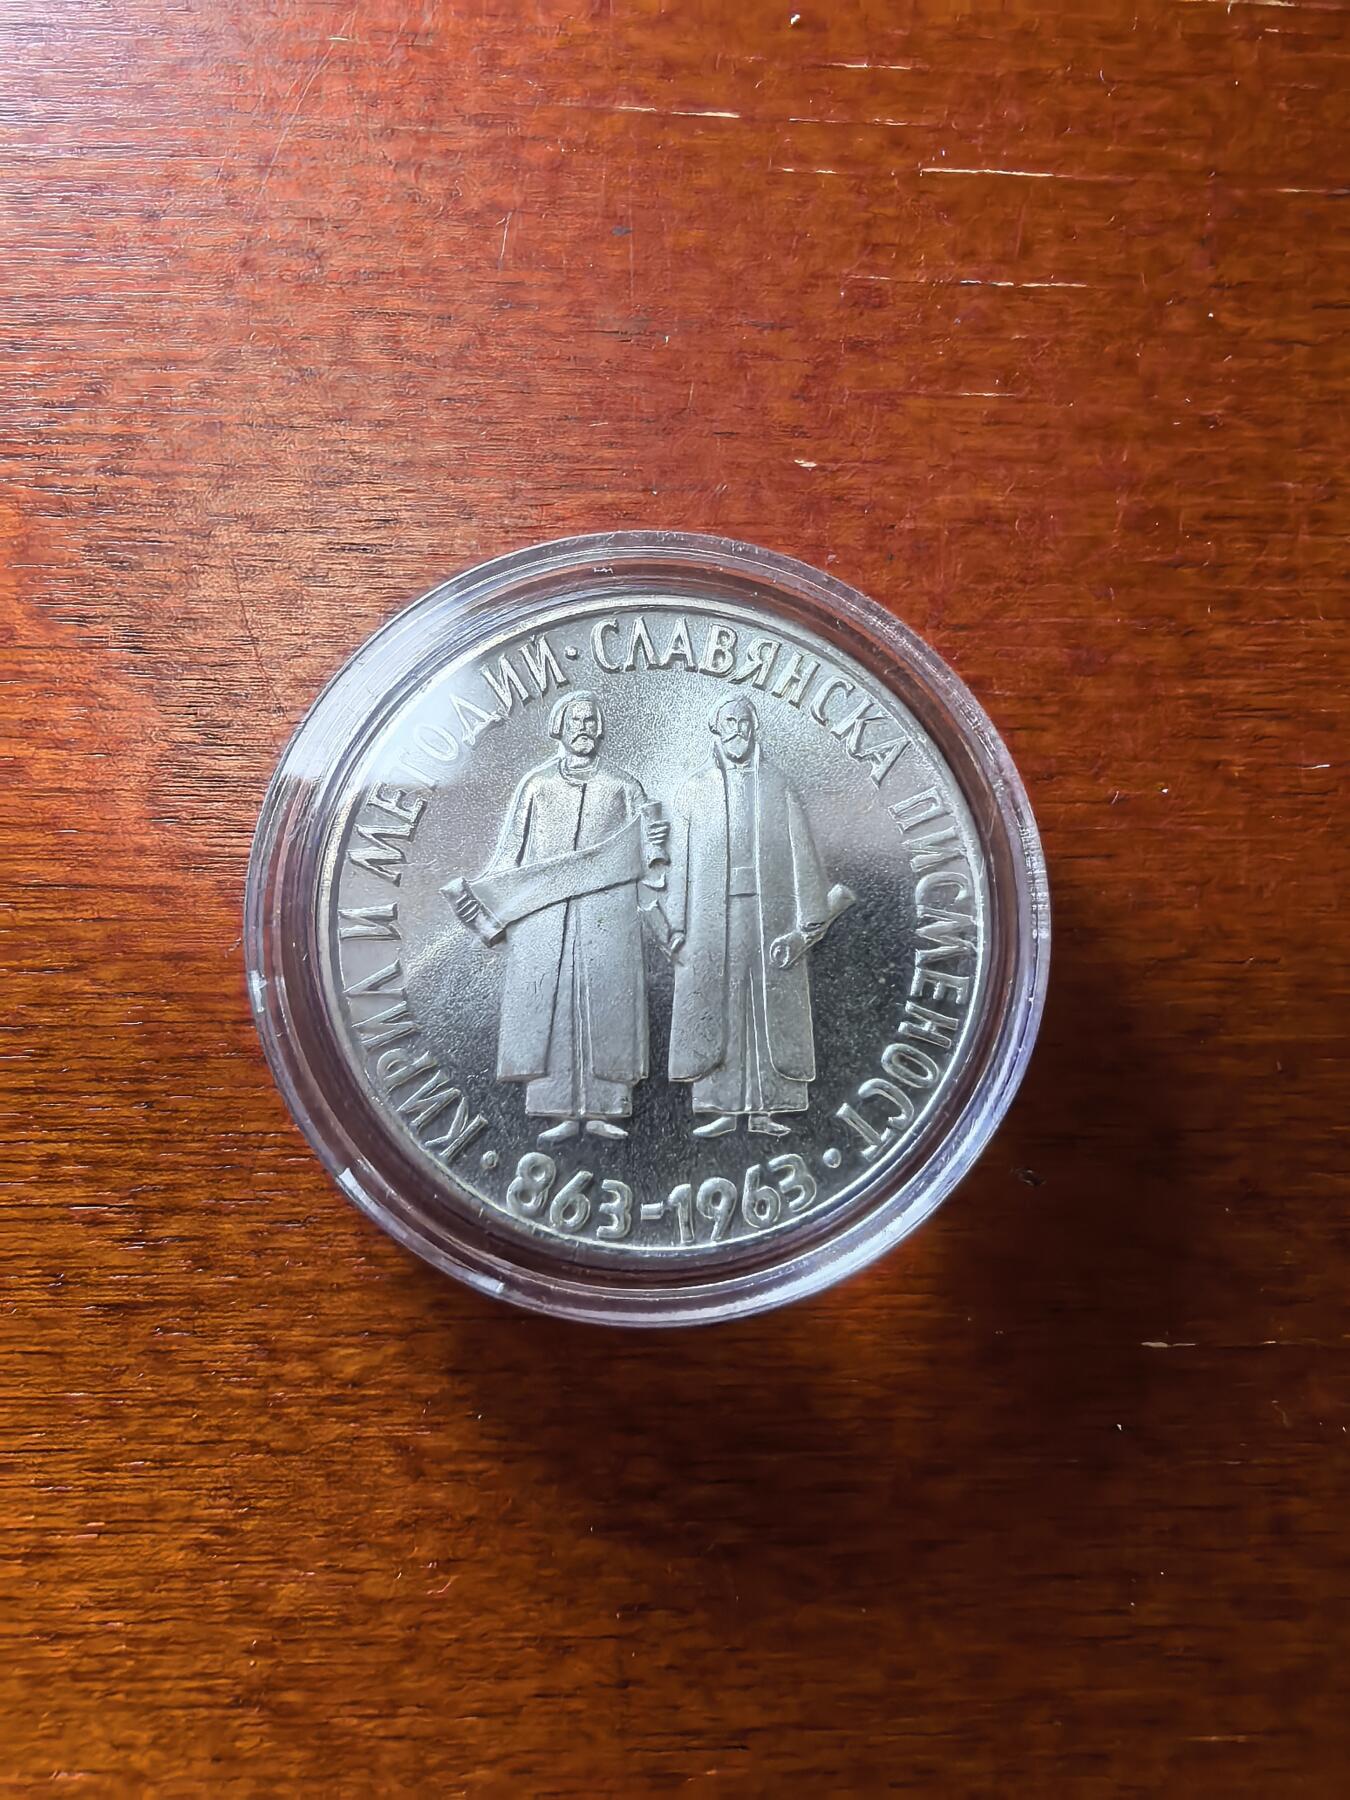 КИРИЛ И МЕТОДИЙ · СЛАВЯНСКА ПИСМЕНОСТ
· 863-1963 ·